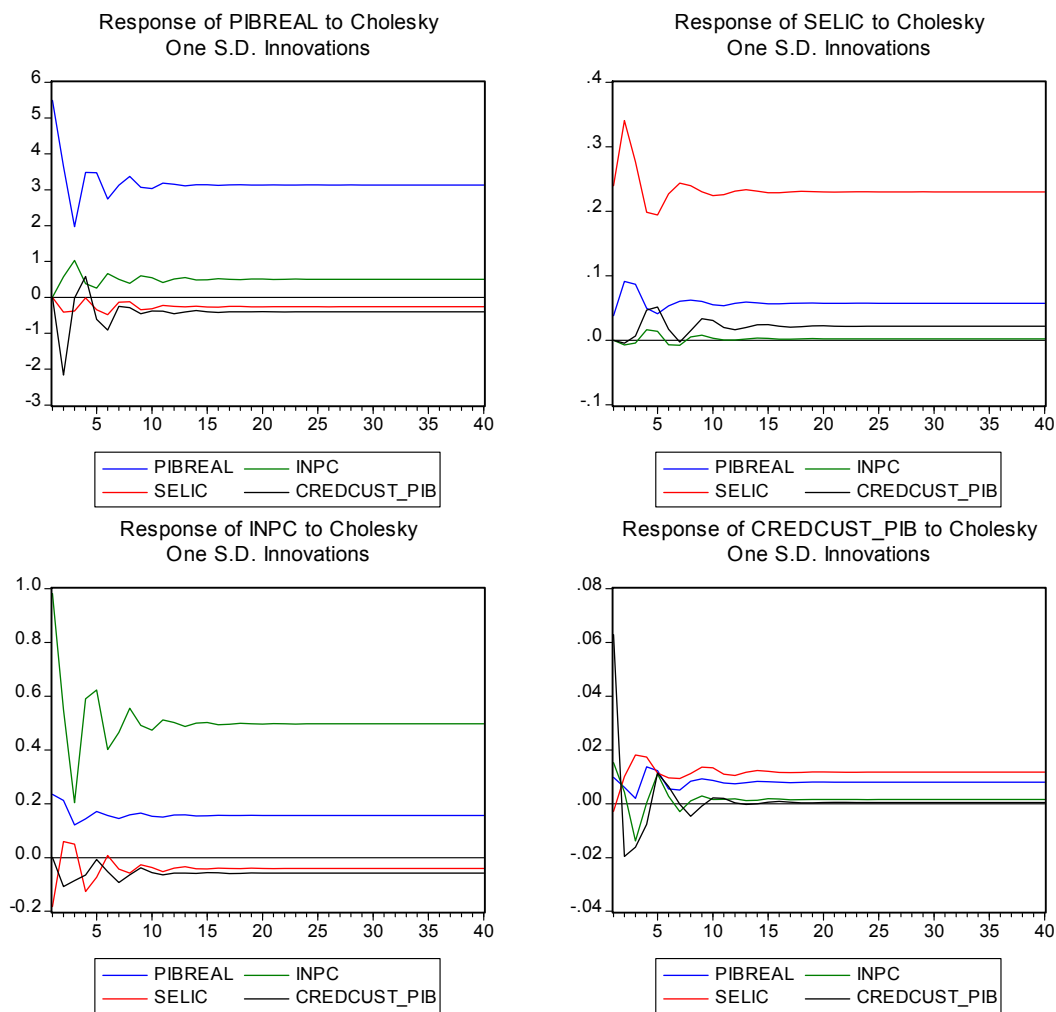 Response of PIBREAL to Cholesky
One S.D. Innovations
6
5
4
3
2
1
0
-1
-2
-3
5 10 15 20 25 30 35 40
PIBREAL INPC
SELIC CREDCUST_PIB
Response of SELIC to Cholesky
One S.D. Innovations
.4
.3
.2
.1
.0
-.1
5 10 15 20 25 30 35 40
PIBREAL INPC
SELIC CREDCUST_PIB
Response of INPC to Cholesky
One S.D. Innovations
1.0
0.8
0.6
0.4
0.2
0.0
-0.2
5 10 15 20 25 30 35 40
PIBREAL INPC
SELIC CREDCUST_PIB
Response of CREDCUST_PIB to Cholesky
One S.D. Innovations
.08
.06
.04
.02
.00
-.02
-.04
5 10 15 20 25 30 35 40
PIBREAL INPC
SELIC CREDCUST_PIB